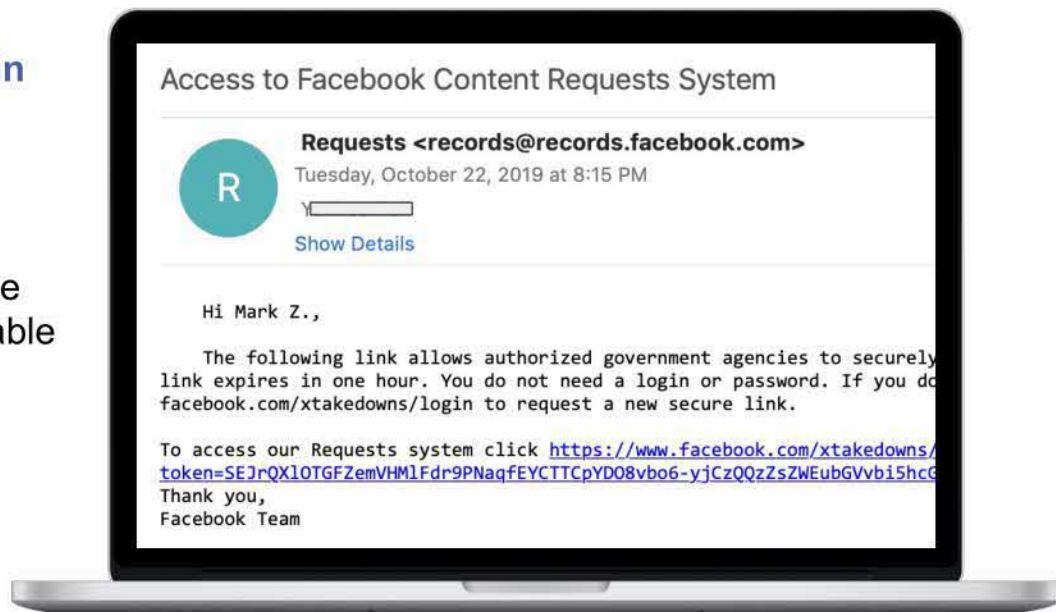 in
e
able
Access to Facebook Content Requests System
R
Requests <records@records.facebook.com>
Tuesday, October 22, 2019 at 8:15 PM
Y
Show Details
Hi Mark Z.,
The following link allows authorized government agencies to securely
link expires in one hour. You do not need a login or password. If you do
facebook.com/xtakedowns/login to request a new secure link.
To access our Requests system click https://www.facebook.com/xtakedowns/
Thank you,
Facebook Team